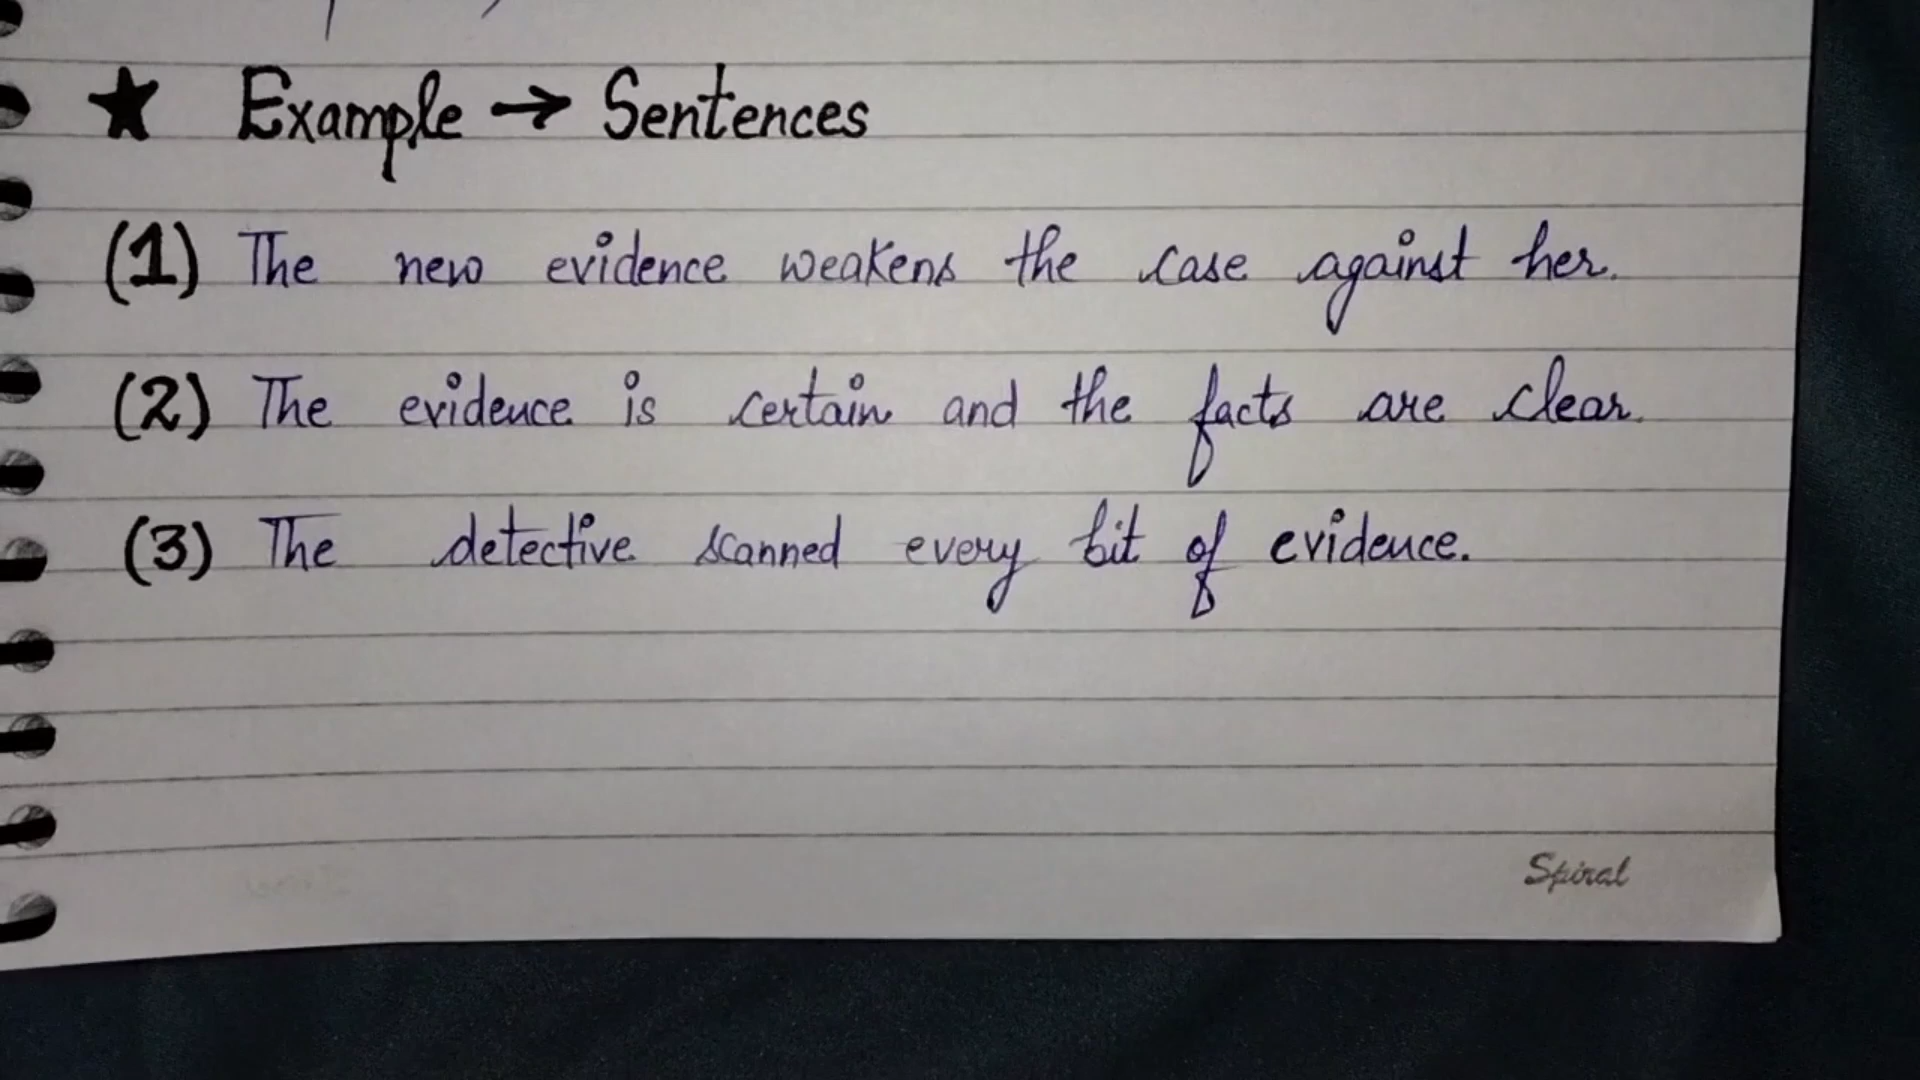 ★ Example → Sentences
(1) The new evidence weakens the case against her.
(2) The evidence is certain and the facts are clear.
(3) The detective scanned every bit of evidence.
Spiral